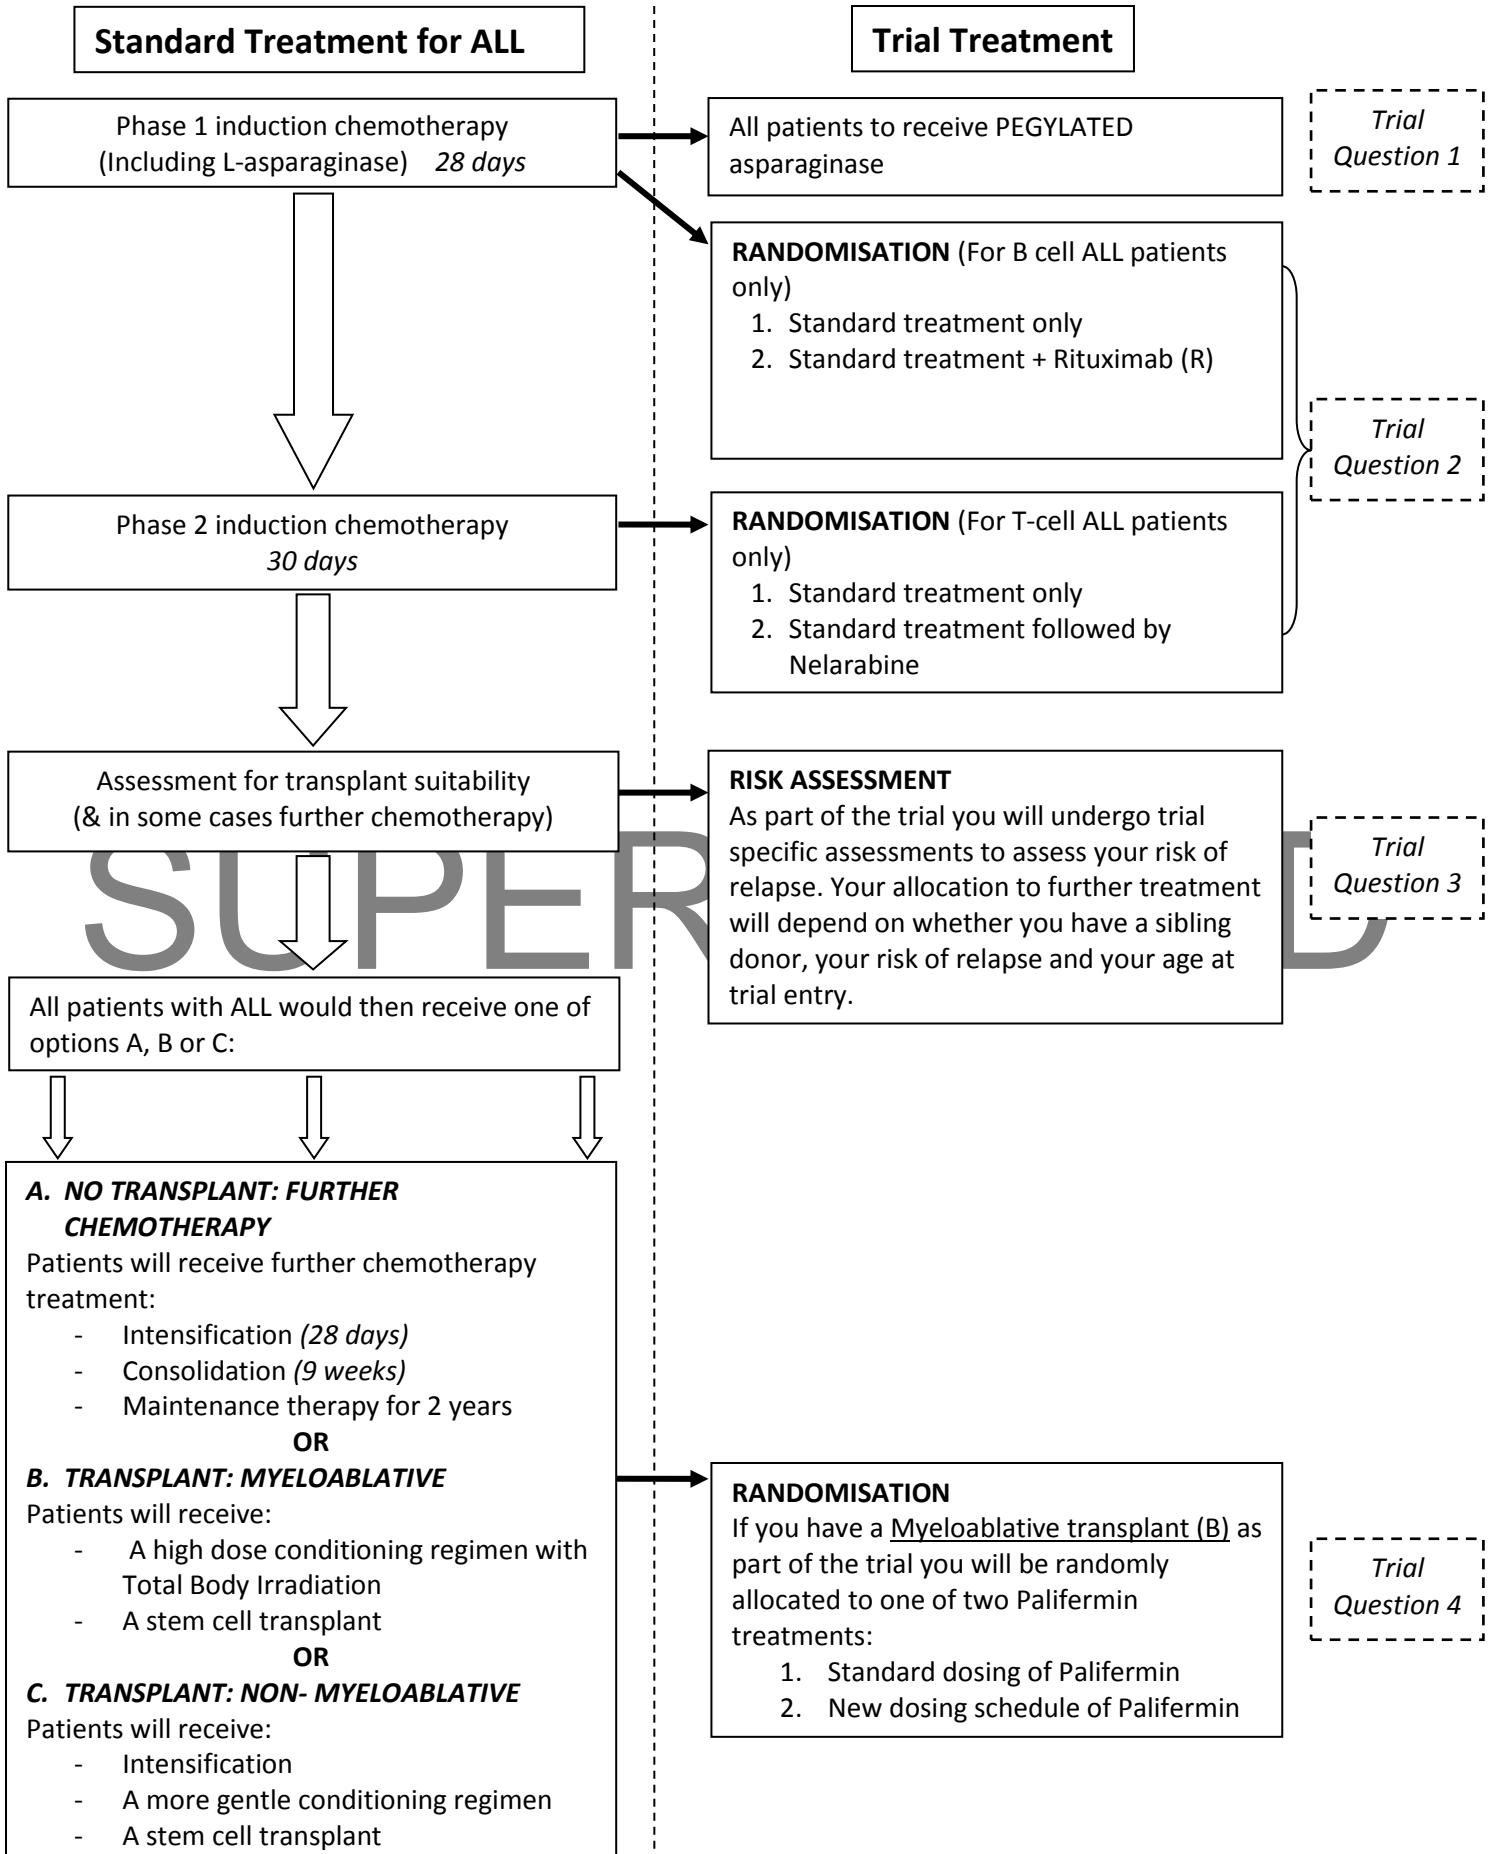 Standard Treatment for ALL
Trial Treatment
Phase 1 induction chemotherapy
(Including L-asparaginase) 28 days
All patients to receive PEGYLATED
asparaginase
Trial
Question 1
RANDOMISATION (For B cell ALL patients
only)
1. Standard treatment only
2. Standard treatment + Rituximab (R)
Trial
Question 2
Phase 2 induction chemotherapy
30 days
RANDOMISATION (For T-cell ALL patients
only)
1. Standard treatment only
2. Standard treatment followed by
Nelarabine
Assessment for transplant suitability
(& in some cases further chemotherapy)
RISK ASSESSMENT
As part of the trial you will undergo trial
specific assessments to assess your risk of
relapse. Your allocation to further treatment
will depend on whether you have a sibling
donor, your risk of relapse and your age at
trial entry.
Trial
Question 3
All patients with ALL would then receive one of
options A, B or C:
A. NO TRANSPLANT: FURTHER
CHEMOTHERAPY
Patients will receive further chemotherapy
treatment:
- Intensification (28 days)
- Consolidation (9 weeks)
- Maintenance therapy for 2 years
OR
B. TRANSPLANT: MYELOABLATIVE
Patients will receive:
- A high dose conditioning regimen with
Total Body Irradiation
- A stem cell transplant
OR
C. TRANSPLANT: NON- MYELOABLATIVE
Patients will receive:
- Intensification
- A more gentle conditioning regimen
- A stem cell transplant
RANDOMISATION
If you have a Myeloablative transplant (B) as
part of the trial you will be randomly
allocated to one of two Palifermin
treatments:
1. Standard dosing of Palifermin
2. New dosing schedule of Palifermin
Trial
Question 4